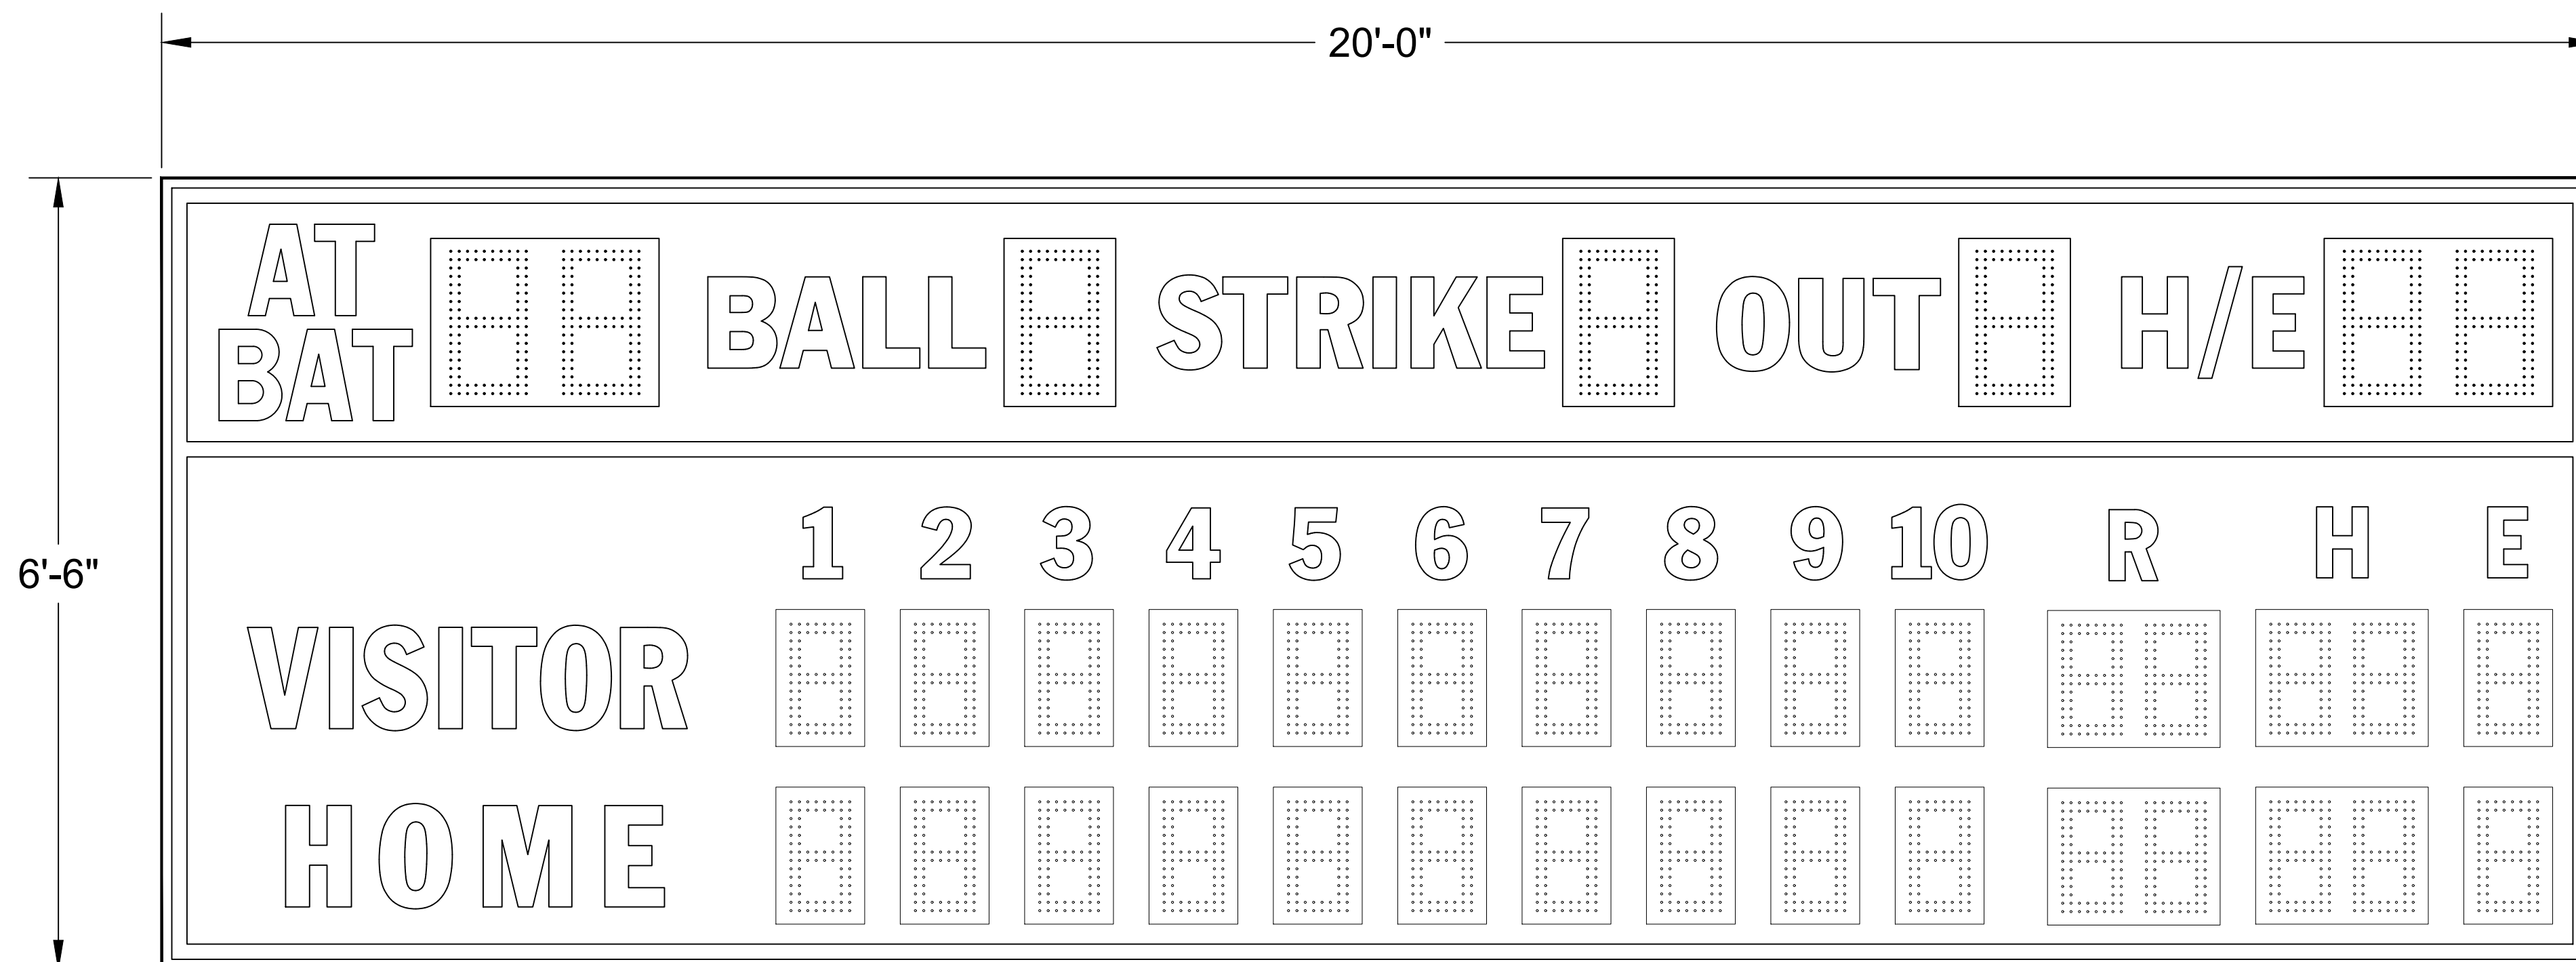 20'-0"
AT
BAT BALL STRIKE OUT H/E
6'-6"
1 2 3 4 5 6 7 8 9 10 R H E
VISITOR
HOME